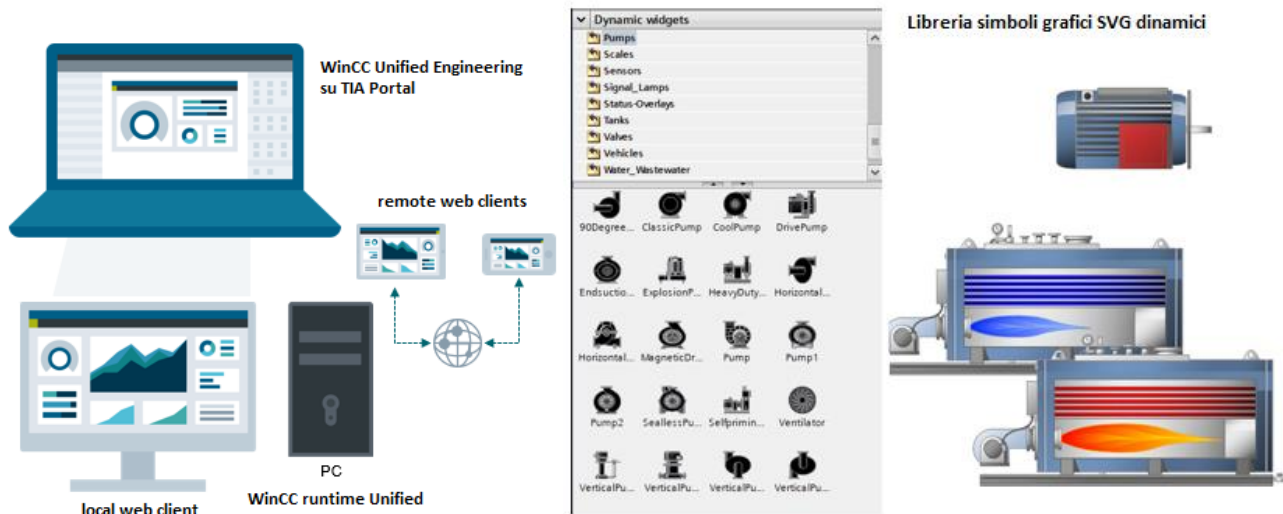 WinCC Unified Engineering
su TIA Portal
remote web clients
PC
WinCC runtime Unified
local web client
Dynamic widgets
Pumps
Scales
Sensors
Signal_Lamps
Status-Overlays
Tanks
Valves
Vehicles
Water_Wastewater
90Degree... ClassicPump CoolPump DrivePump
Endsuctio... ExplosionP... HeavyDuty... Horizontal...
Horizontal... MagneticDr... Pump Pump1
Pump2 SeallessPu... Selfprimin... Ventilator
VerticalPu... VerticalPu... VerticalPu... VerticalPu...
Libreria simboli grafici SVG dinamici